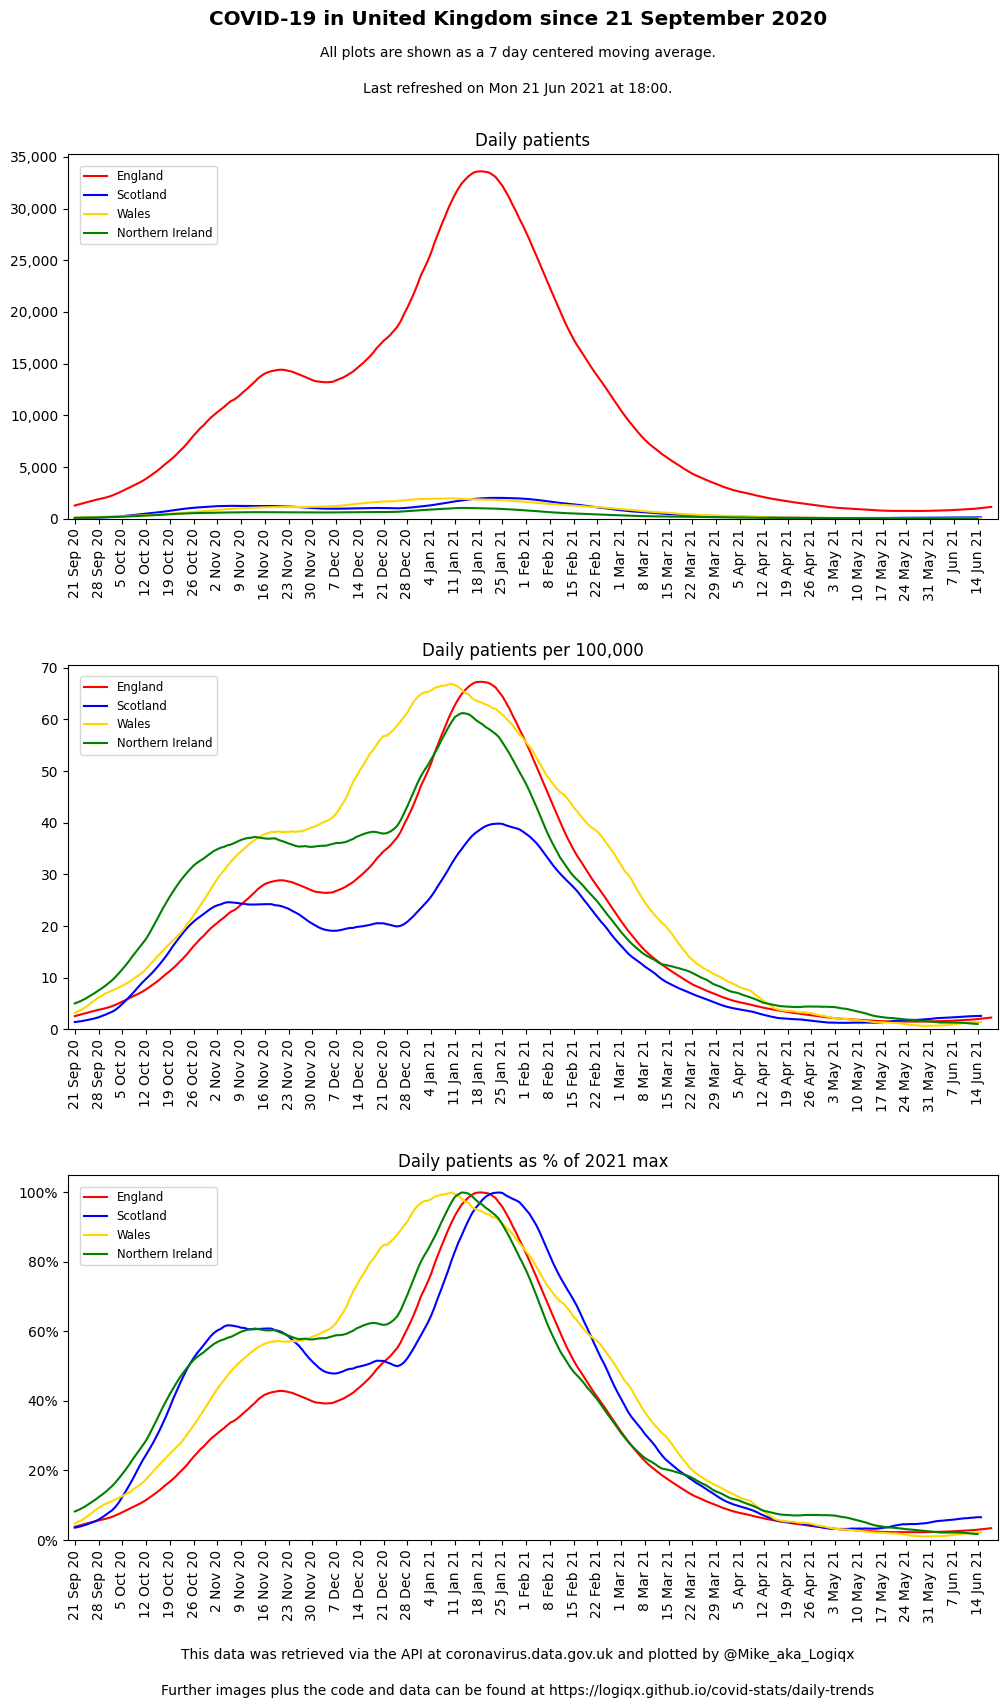 COVID-19 in United Kingdom since 21 September 2020
All plots are shown as a 7 day centered moving average.
Last refreshed on Mon 21 Jun 2021 at 18:00.
Daily patients
35,000
30,000
25,000
20,000
15,000
10,000
5,000
0
England
Scotland
Wales
Northern Ireland
21 Sep 20
28 Sep 20
5 Oct 20
12 Oct 20
19 Oct 20
26 Oct 20
2 Nov 20
9 Nov 20
16 Nov 20
23 Nov 20
30 Nov 20
7 Dec 20
14 Dec 20
21 Dec 20
28 Dec 20
4 Jan 21
11 Jan 21
18 Jan 21
25 Jan 21
1 Feb 21
8 Feb 21
15 Feb 21
22 Feb 21
1 Mar 21
8 Mar 21
15 Mar 21
22 Mar 21
29 Mar 21
5 Apr 21
12 Apr 21
19 Apr 21
26 Apr 21
3 May 21
10 May 21
17 May 21
24 May 21
31 May 21
7 Jun 21
14 Jun 21
Daily patients per 100,000
70
60
50
40
30
20
10
0
England
Scotland
Wales
Northern Ireland
21 Sep 20
28 Sep 20
5 Oct 20
12 Oct 20
19 Oct 20
26 Oct 20
2 Nov 20
9 Nov 20
16 Nov 20
23 Nov 20
30 Nov 20
7 Dec 20
14 Dec 20
21 Dec 20
28 Dec 20
4 Jan 21
11 Jan 21
18 Jan 21
25 Jan 21
1 Feb 21
8 Feb 21
15 Feb 21
22 Feb 21
1 Mar 21
8 Mar 21
15 Mar 21
22 Mar 21
29 Mar 21
5 Apr 21
12 Apr 21
19 Apr 21
26 Apr 21
3 May 21
10 May 21
17 May 21
24 May 21
31 May 21
7 Jun 21
14 Jun 21
Daily patients as % of 2021 max
100%
80%
60%
40%
20%
0%
England
Scotland
Wales
Northern Ireland
21 Sep 20
28 Sep 20
5 Oct 20
12 Oct 20
19 Oct 20
26 Oct 20
2 Nov 20
9 Nov 20
16 Nov 20
23 Nov 20
30 Nov 20
7 Dec 20
14 Dec 20
21 Dec 20
28 Dec 20
4 Jan 21
11 Jan 21
18 Jan 21
25 Jan 21
1 Feb 21
8 Feb 21
15 Feb 21
22 Feb 21
1 Mar 21
8 Mar 21
15 Mar 21
22 Mar 21
29 Mar 21
5 Apr 21
12 Apr 21
19 Apr 21
26 Apr 21
3 May 21
10 May 21
17 May 21
24 May 21
31 May 21
7 Jun 21
14 Jun 21
This data was retrieved via the API at coronavirus.data.gov.uk and plotted by @Mike_aka_Logiqx
Further images plus the code and data can be found at https://logiqx.github.io/covid-stats/daily-trends